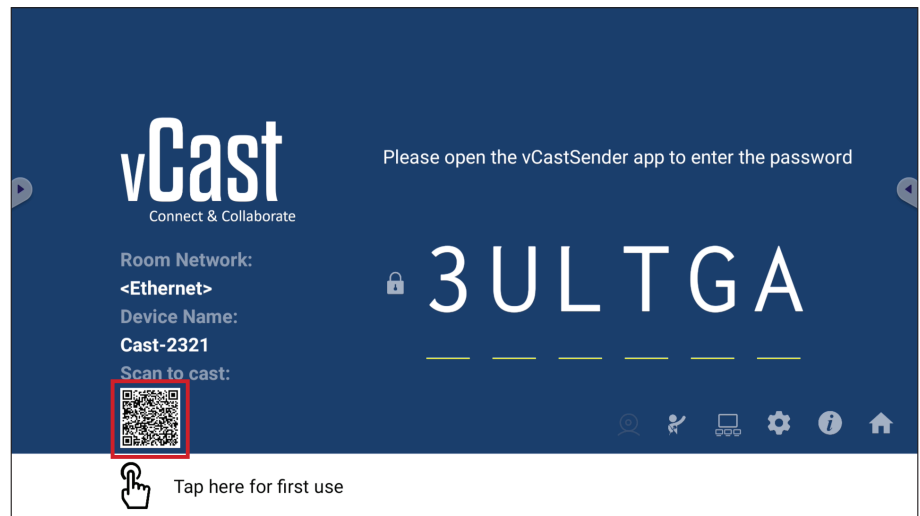 vCast
Connect & Collaborate
Please open the vCastSender app to enter the password
Room Network:
<Ethernet>
Device Name:
Cast-2321
Scan to cast:
3ULTGA
Tap here for first use